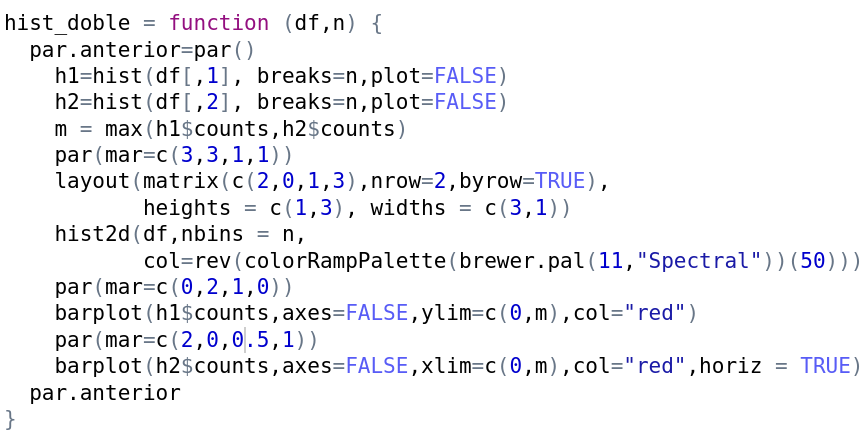 hist_doble = function (df,n) {
  par.anterior=par()
    h1=hist(df[,1], breaks=n,plot=FALSE)
    h2=hist(df[,2], breaks=n,plot=FALSE)
    m = max(h1$counts,h2$counts)
    par(mar=c(3,3,1,1))
    layout(matrix(c(2,0,1,3),nrow=2,byrow=TRUE),
           heights = c(1,3), widths = c(3,1))
    hist2d(df,nbins = n,
           col=rev(colorRampPalette(brewer.pal(11,"Spectral"))(50)))
    par(mar=c(0,2,1,0))
    barplot(h1$counts,axes=FALSE,ylim=c(0,m),col="red")
    par(mar=c(2,0,0.5,1))
    barplot(h2$counts,axes=FALSE,xlim=c(0,m),col="red",horiz = TRUE)
  par.anterior
}